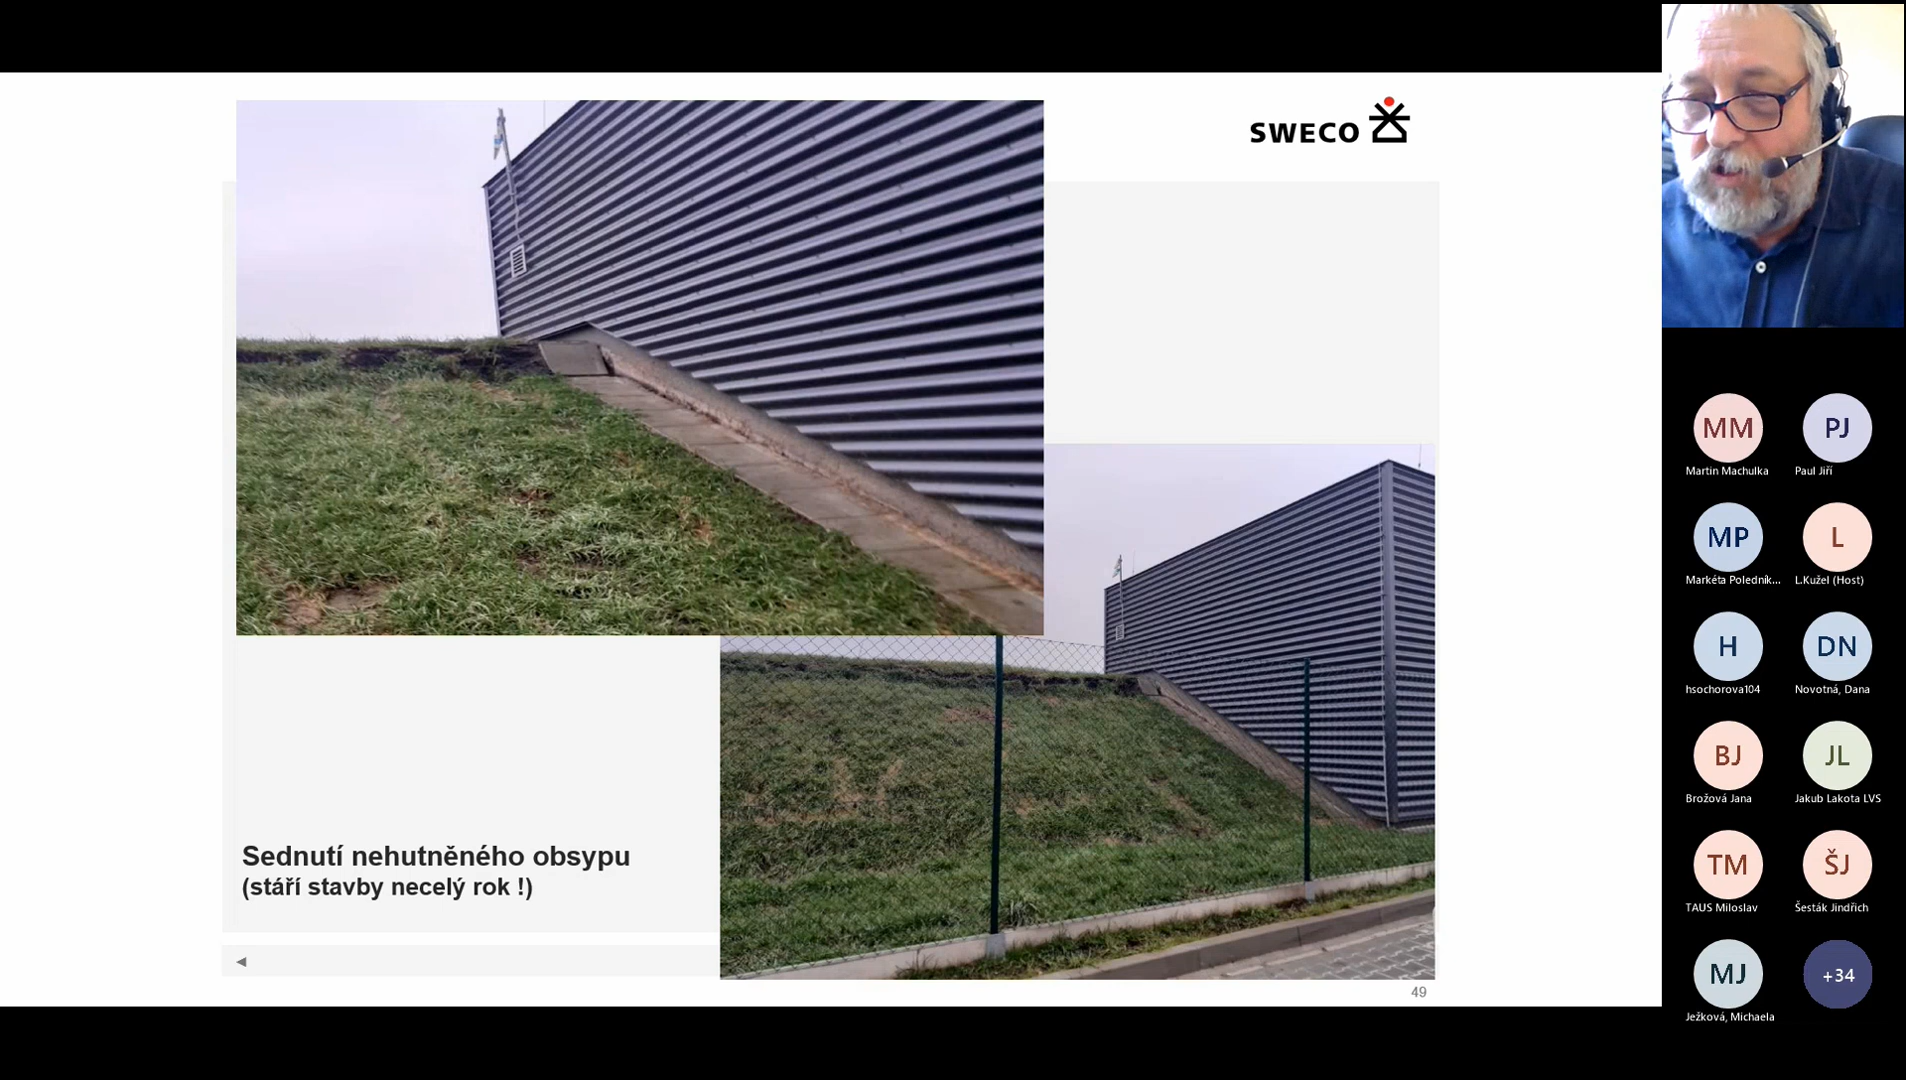 SWECO
Sednutí nehutněného obsypu
(stáří stavby necelý rok !)
49
MM
Martin Machulka
PJ
Paul Jiří
MP
Markéta Poledník...
L
L.Kužel (Host)
H
hsochorova104
DN
Novotná, Dana
BJ
Brožová Jana
JL
Jakub Lakota LVS
TM
TAUS Miloslav
ŠJ
Šesták Jindřich
MJ
Ježková, Michaela
+34